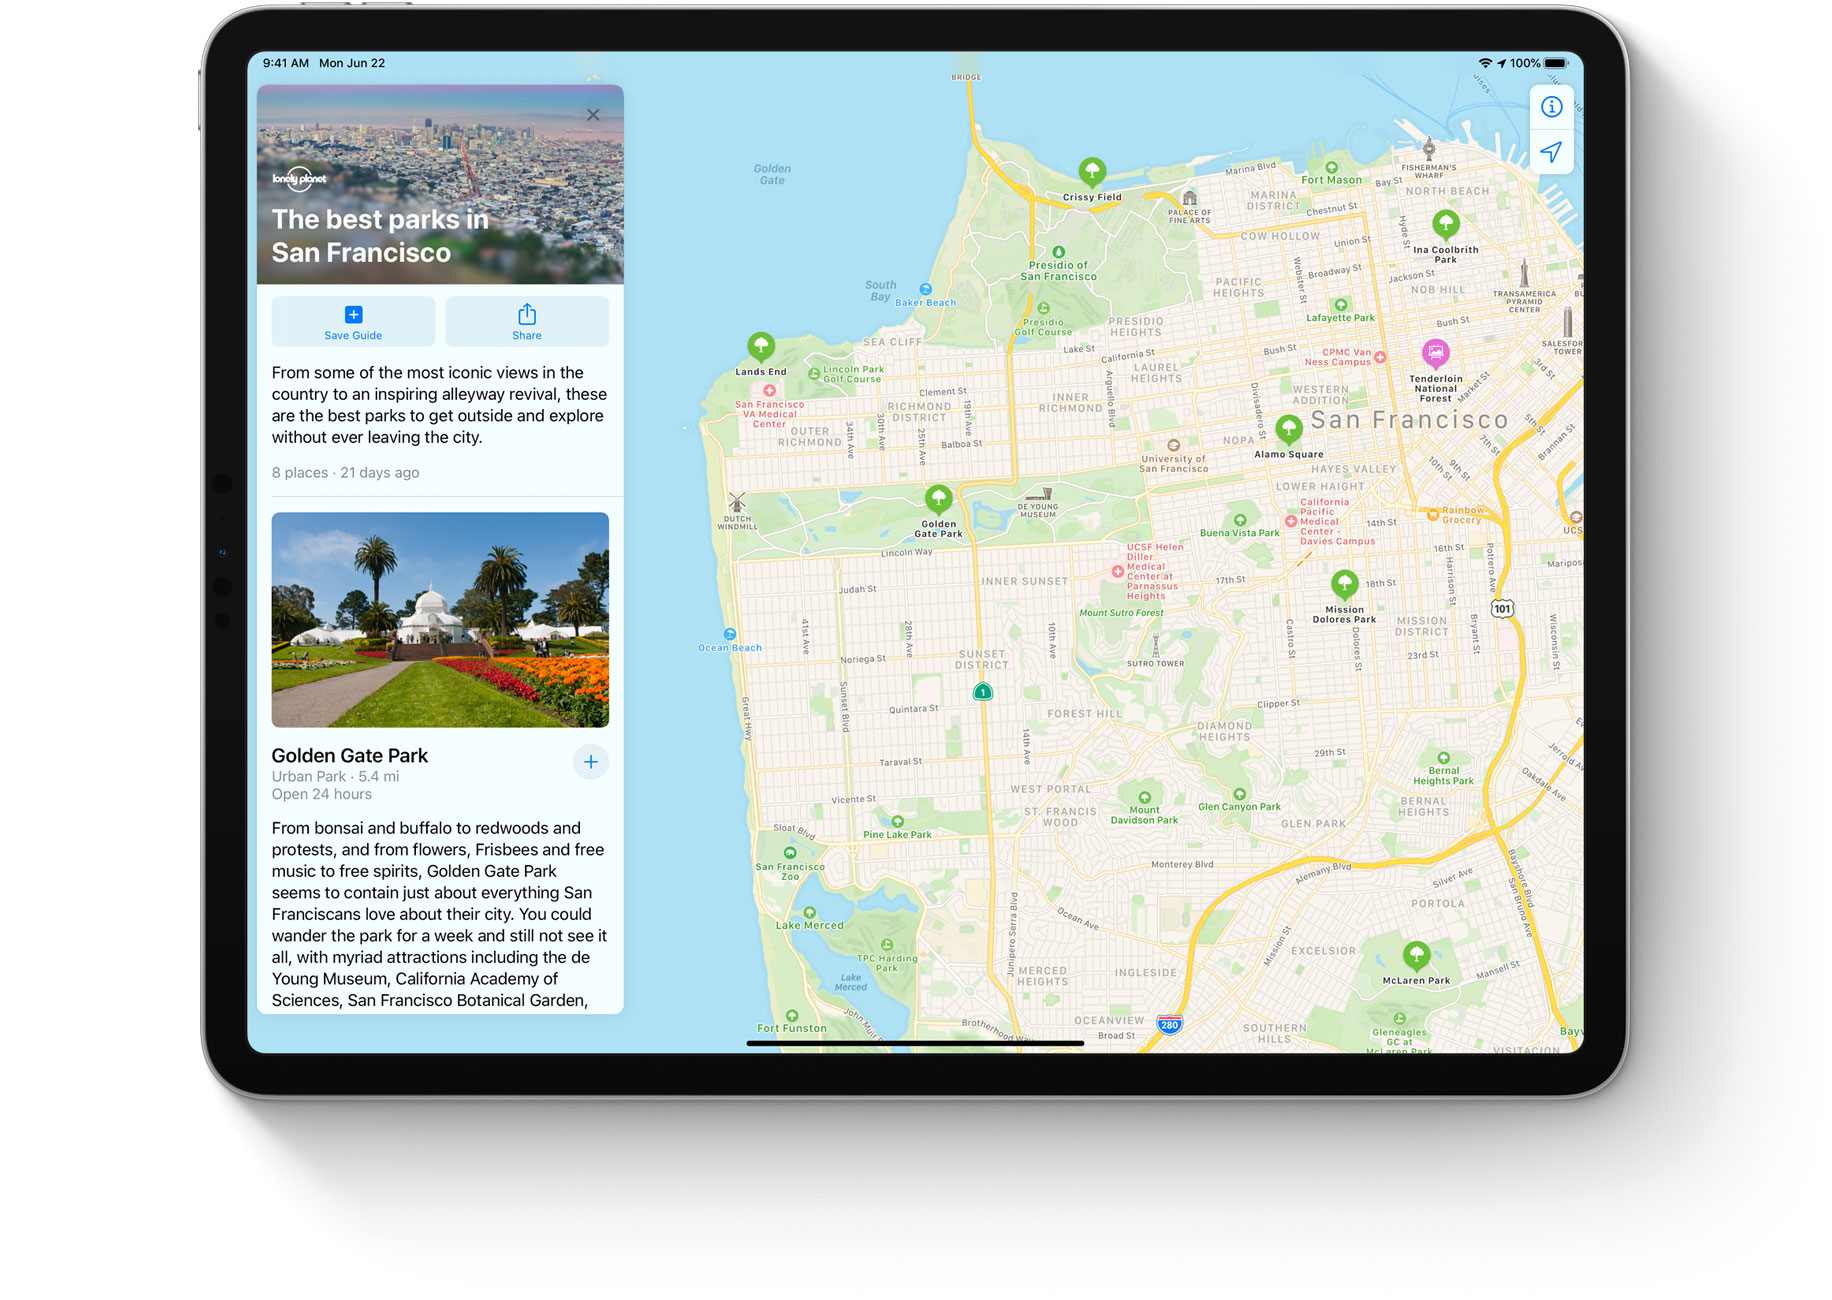 9:41 AM Mon Jun 22
100%
lonely planet
The best parks in
San Francisco
Save Guide
Share
From some of the most iconic views in the
country to an inspiring alleyway revival, these
are the best parks to get outside and explore
without ever leaving the city.
8 places · 21 days ago
Golden Gate Park
Urban Park · 5.4 mi
Open 24 hours
From bonsai and buffalo to redwoods and
protests, and from flowers, Frisbees and free
music to free spirits, Golden Gate Park
seems to contain just about everything San
Franciscans love about their city. You could
wander the park for a week and still not see it
all, with myriad attractions including the de
Young Museum, California Academy of
Sciences, San Francisco Botanical Garden,
BRIDGE
Golden
Gate
Crissy Field
PALACE OF
FINE ARTS
Marina Blvd
Fort Mason
MARINA
DISTRICT
Bay St
FISHERMAN'S
WHARF
NORTH BEACH
Chestnut St
COW HOLLOW
Union St
Hyde St
Ina Coolbrith
Park
Presidio of
San Francisco
South
Bay
Baker Beach
PACIFIC
HEIGHTS
Webster St
Broadway St
Jackson St
NOB HILL
TRANSAMERICA
PYRAMID
CENTER
Presidio
Golf Course
PRESIDIO
HEIGHTS
Lafayette Park
Bush St
SALESFOR
TOWER
SEA CLIFF
Lake St
California St
Bush St
CPMC Van
Ness Campus
Lands End
Lincoln Park
Golf Course
LAUREL
HEIGHTS
Tenderloin
National
Forest
Market St
San Francisco
VA Medical
Center
Clement St
RICHMOND
DISTRICT
19th Ave
INNER
RICHMOND
Arguello Blvd
WESTERN
ADDITION
Divisadero St
San Francisco
5th St
Brannan St
OUTER
RICHMOND
34th Ave
30th Ave
25th Ave
Balboa St
University of
San Francisco
NOPA
Alamo Square
7th St
HAYES VALLEY
10th St
9th St
LOWER HAIGHT
DUTCH
WINDMILL
Golden
Gate Park
DE YOUNG
MUSEUM
Buena Vista Park
California
Pacific
Medical
Center -
Davies Campus
14th St
Rainbow
Grocery
UCS
Lincoln Way
UCSF Helen
Diller
Medical
Center at
Parnassus
Heights
16th St
Potrero Ave
Mariposa
INNER SUNSET
Judah St
17th St
18th St
Harrison St
Mount Sutro Forest
Mission
Dolores Park
101
Ocean Beach
41st Ave
28th Ave
10th Ave
SUTRO TOWER
Castro St
Dolores St
MISSION
DISTRICT
Bryant St
Wisconsin St
Noriega St
SUNSET
DISTRICT
23rd St
1
Great Hwy
Sunset Blvd
Quintara St
FOREST HILL
Clipper St
14th Ave
DIAMOND
HEIGHTS
29th St
Taraval St
Bernal
Heights Park
Jerrold Av
Oakdale Ave
Vicente St
WEST PORTAL
Mount
Davidson Park
Glen Canyon Park
BERNAL
HEIGHTS
ST. FRANCIS
WOOD
GLEN PARK
Sloat Blvd
Pine Lake Park
San Francisco
Zoo
Monterey Blvd
Alemany Blvd
Silver Ave
Bayshore Blvd
San Bruno Ave
PORTOLA
Lake Merced
Junipero Serra Blvd
Ocean Ave
Mission St
EXCELSIOR
TPC Harding
Park
Lake
Merced
MERCED
HEIGHTS
INGLESIDE
McLaren Park
Mansell St
Fort Funston
John Muir D
Brotherhood Way
OCEANVIEW
Broad St
280
SOUTHERN
HILLS
Gleneagles
GC at
McLaren Park
Bayv
VISITACION